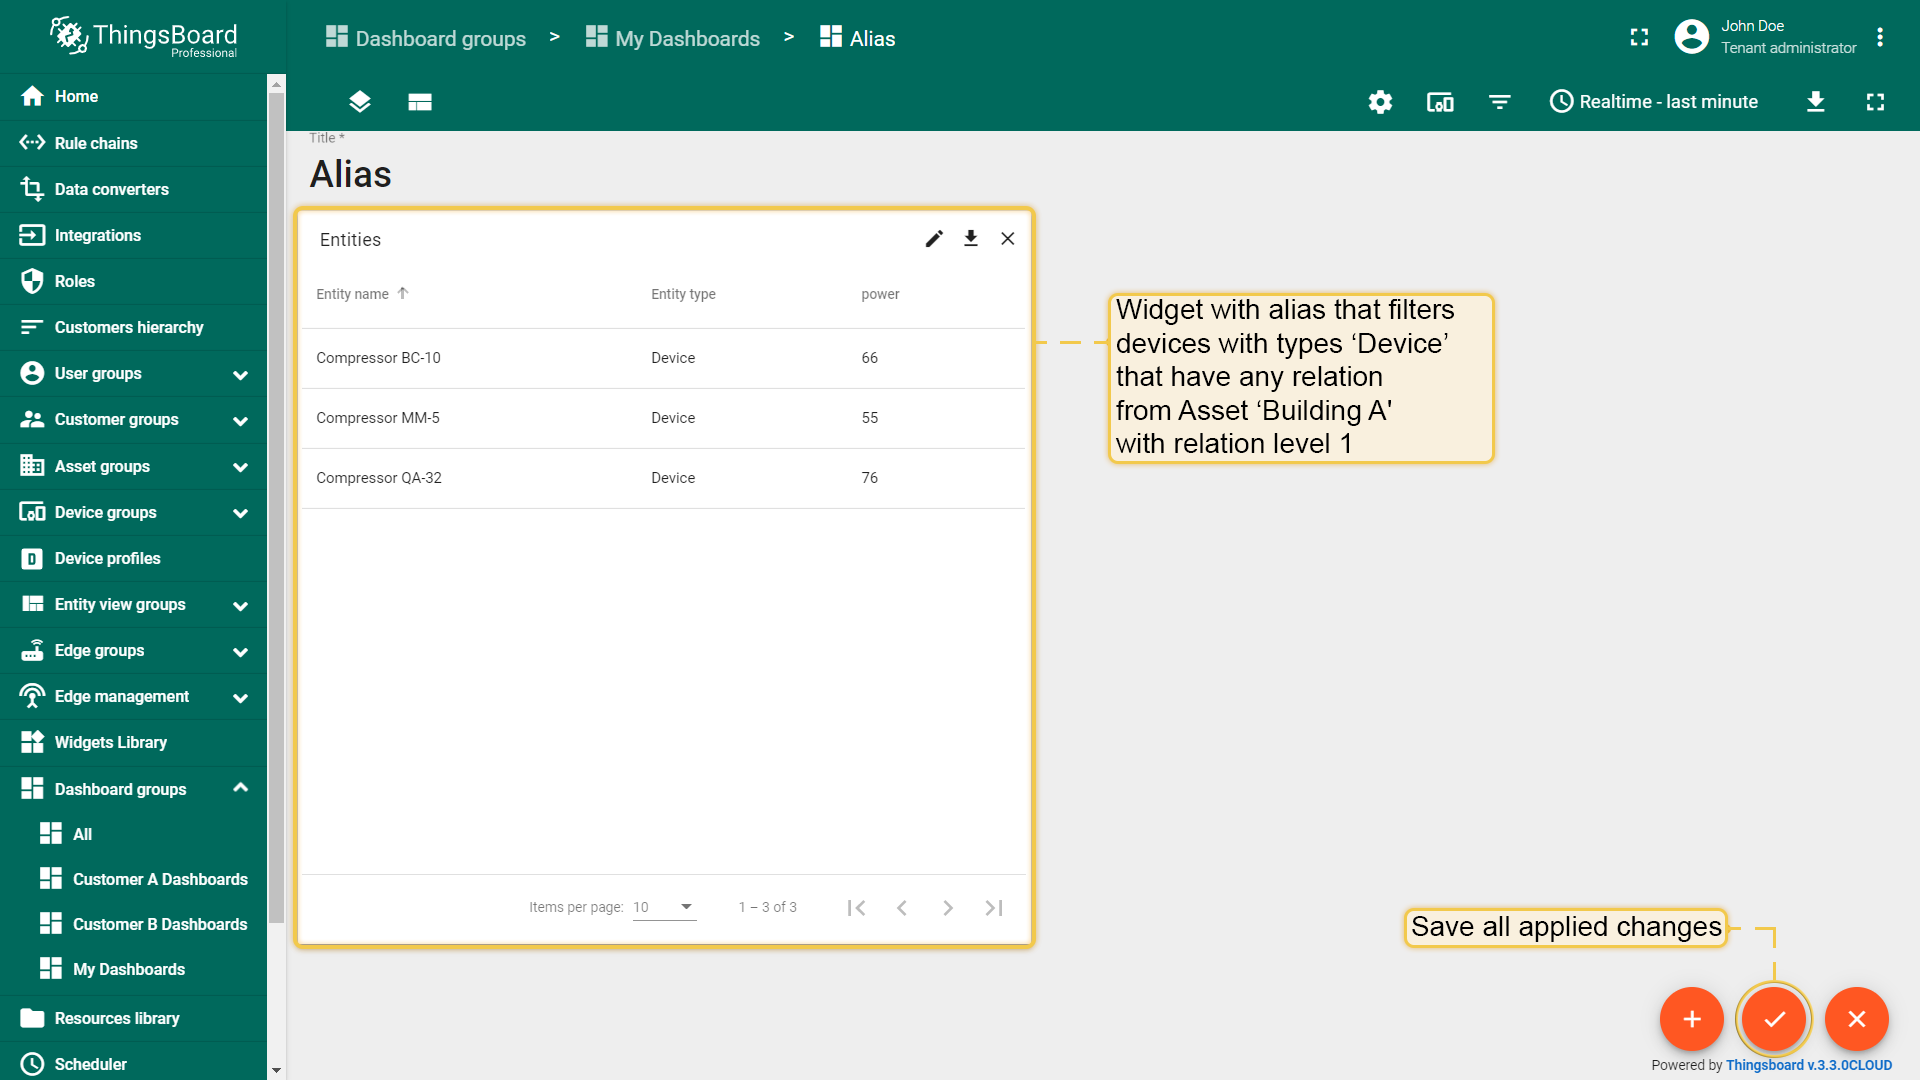 ThingsBoard
Professional
Dashboard groups > My Dashboards > Alias
John Doe
Tenant administrator
Realtime - last minute
Home
Rule chains
Data converters
Integrations
Roles
Customers hierarchy
User groups
Customer groups
Asset groups
Device groups
D
Device profiles
Entity view groups
Edge groups
Edge management
Widgets Library
Dashboard groups
All
Customer A Dashboards
Customer B Dashboards
My Dashboards
Resources library
Scheduler
Title *
Alias
Entities
Entity name Entity type power
Compressor BC-10 Device 66
Compressor MM-5 Device 55
Compressor QA-32 Device 76
Items per page: 10 1 – 3 of 3
Widget with alias that filters
devices with types ‘Device’
that have any relation
from Asset ‘Building A'
with relation level 1
Save all applied changes
Powered by Thingsboard v.3.3.0CLOUD